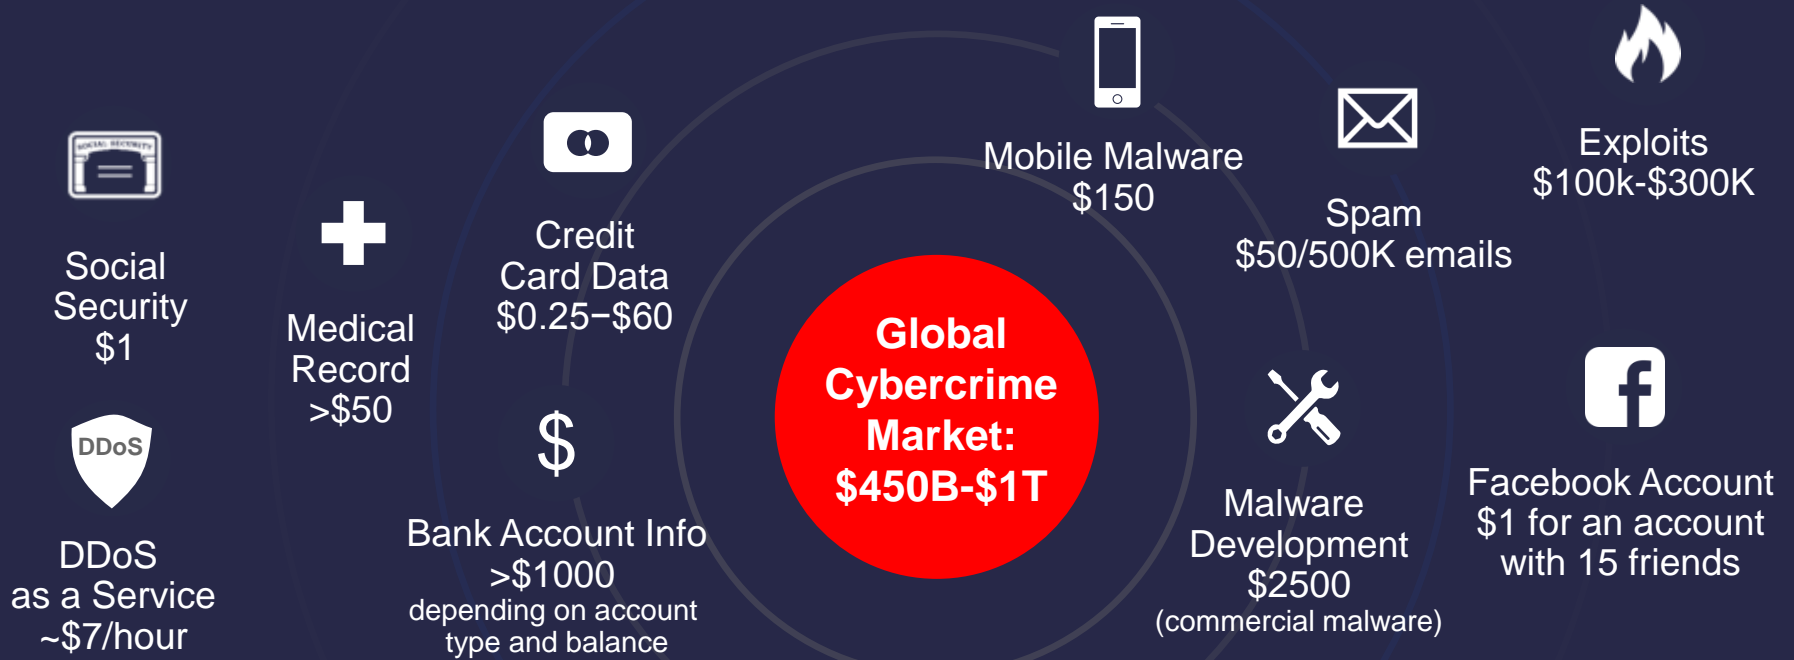 SOCIAL SECURITY
Social
Security
$1
DDoS
DDoS
as a Service
~$7/hour
Medical
Record
>$50
Credit
Card Data
$0.25−$60
$
Bank Account Info
>$1000
depending on account
type and balance
Global
Cybercrime
Market:
$450B-$1T
Mobile Malware
$150
Spam
$50/500K emails
Exploits
$100k-$300K
Malware
Development
$2500
(commercial malware)
Facebook Account
$1 for an account
with 15 friends